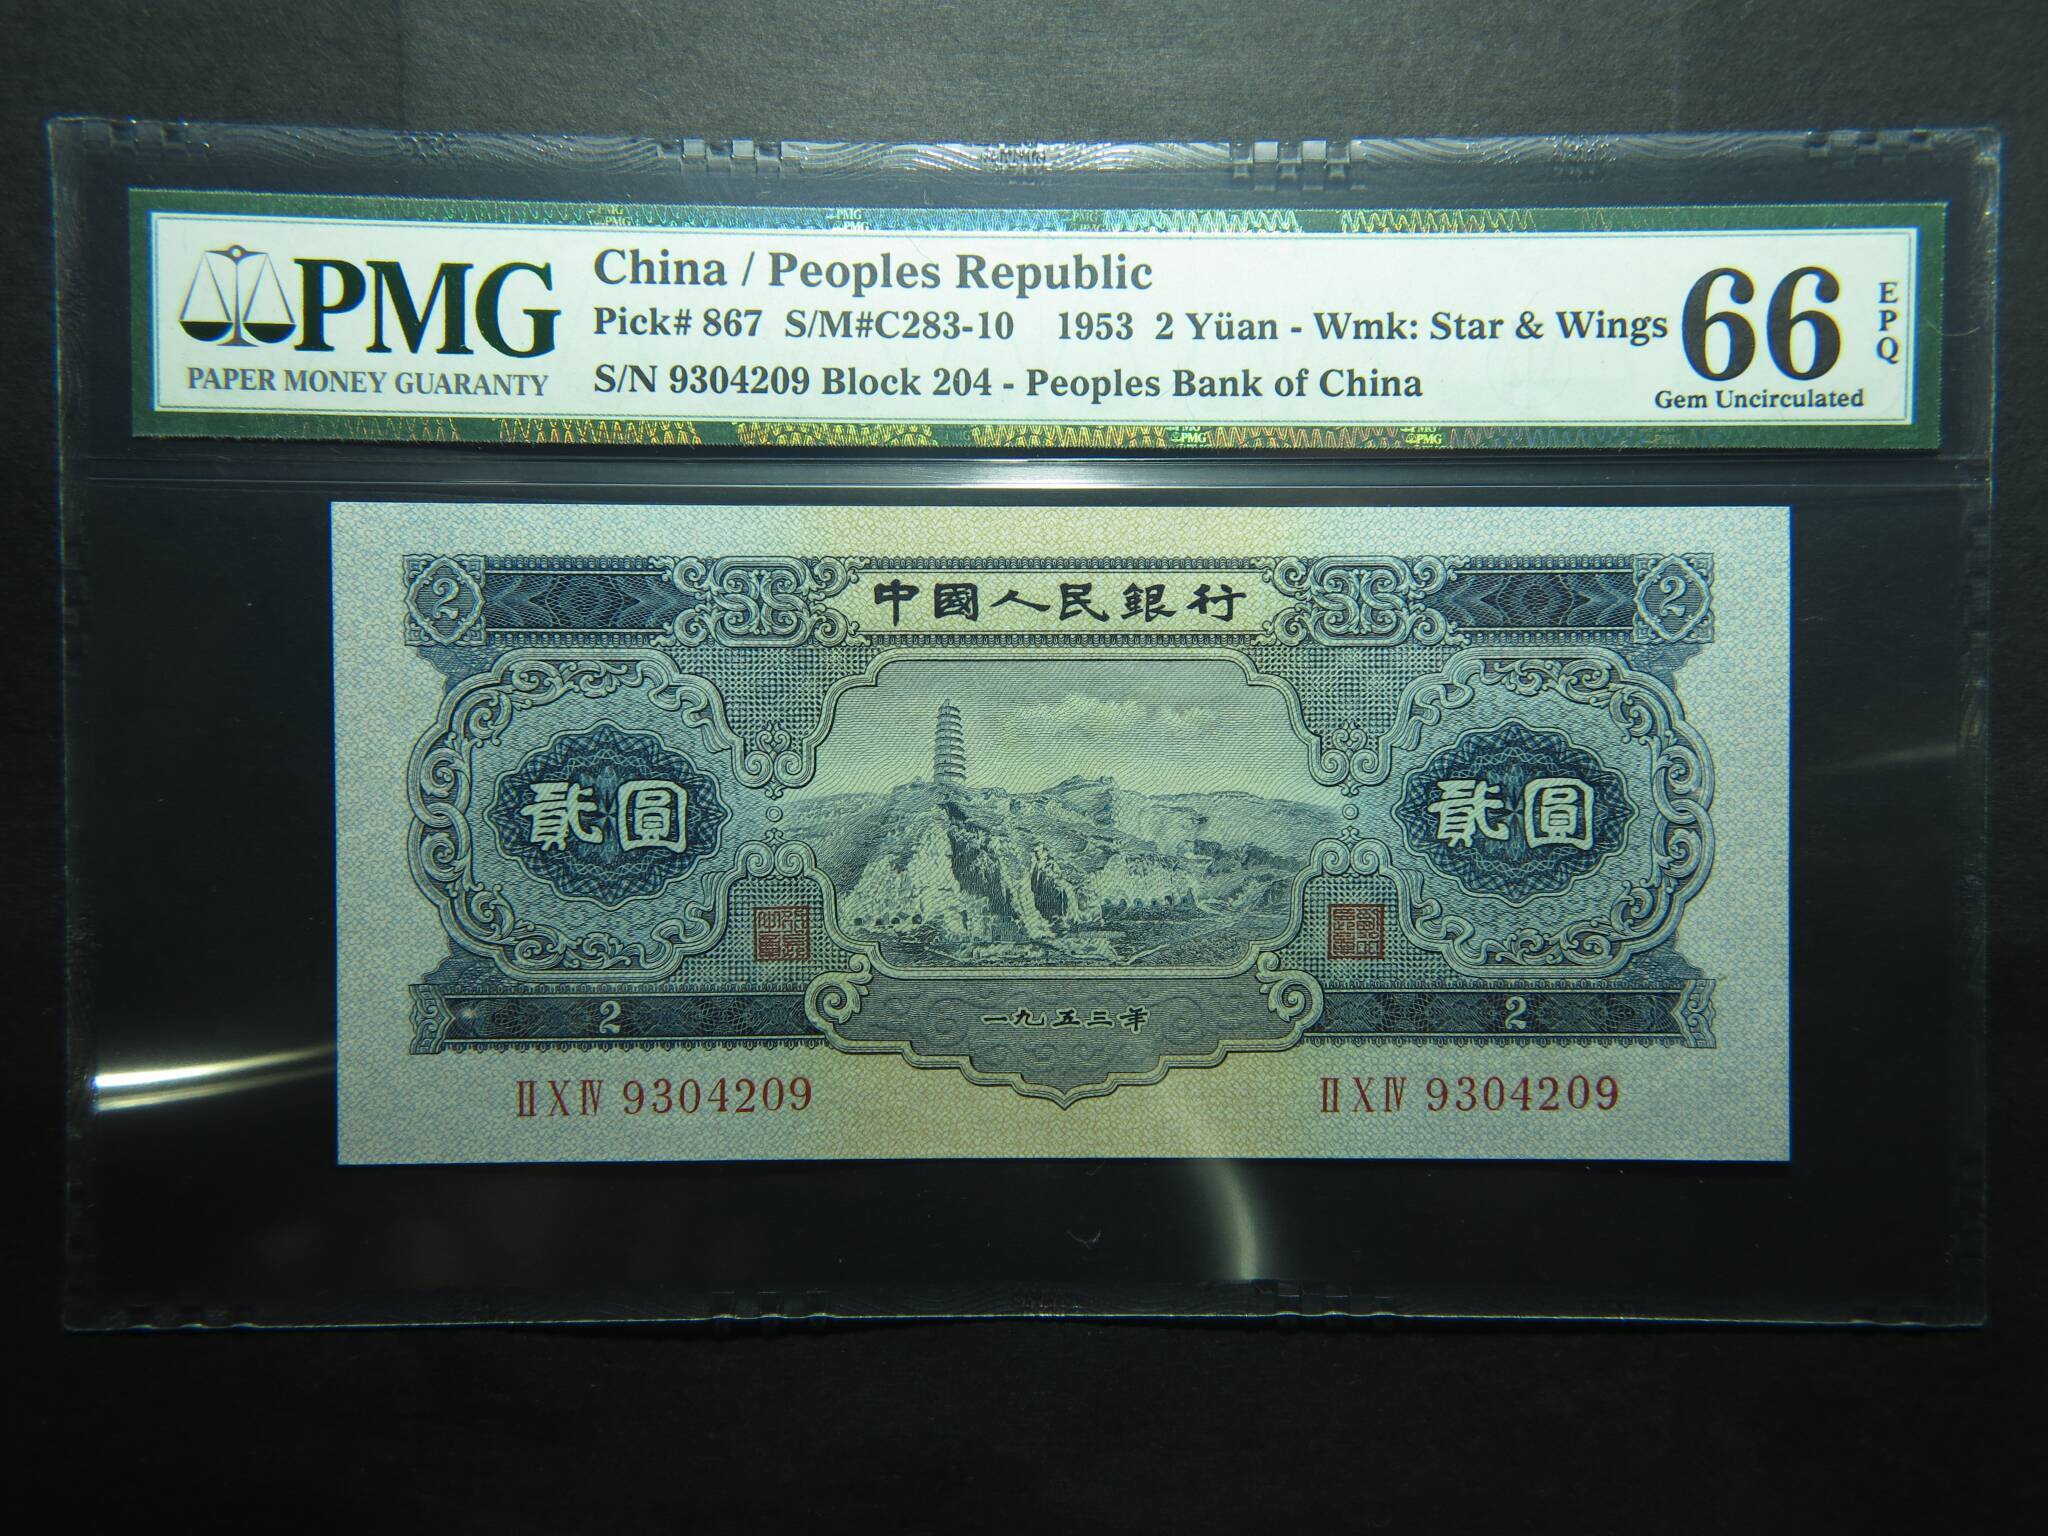 PMG
PAPER MONEY GUARANTY
China / Peoples Republic
Pick# 867 S/M#C283-10 1953 2 Yüan - Wmk: Star & Wings
S/N 9304209 Block 204 - Peoples Bank of China
66
EPQ
Gem Uncirculated
2 中國人民銀行 2
貳圓 貳圓
2 一九五三年 2
II X IV 9304209 II X IV 9304209